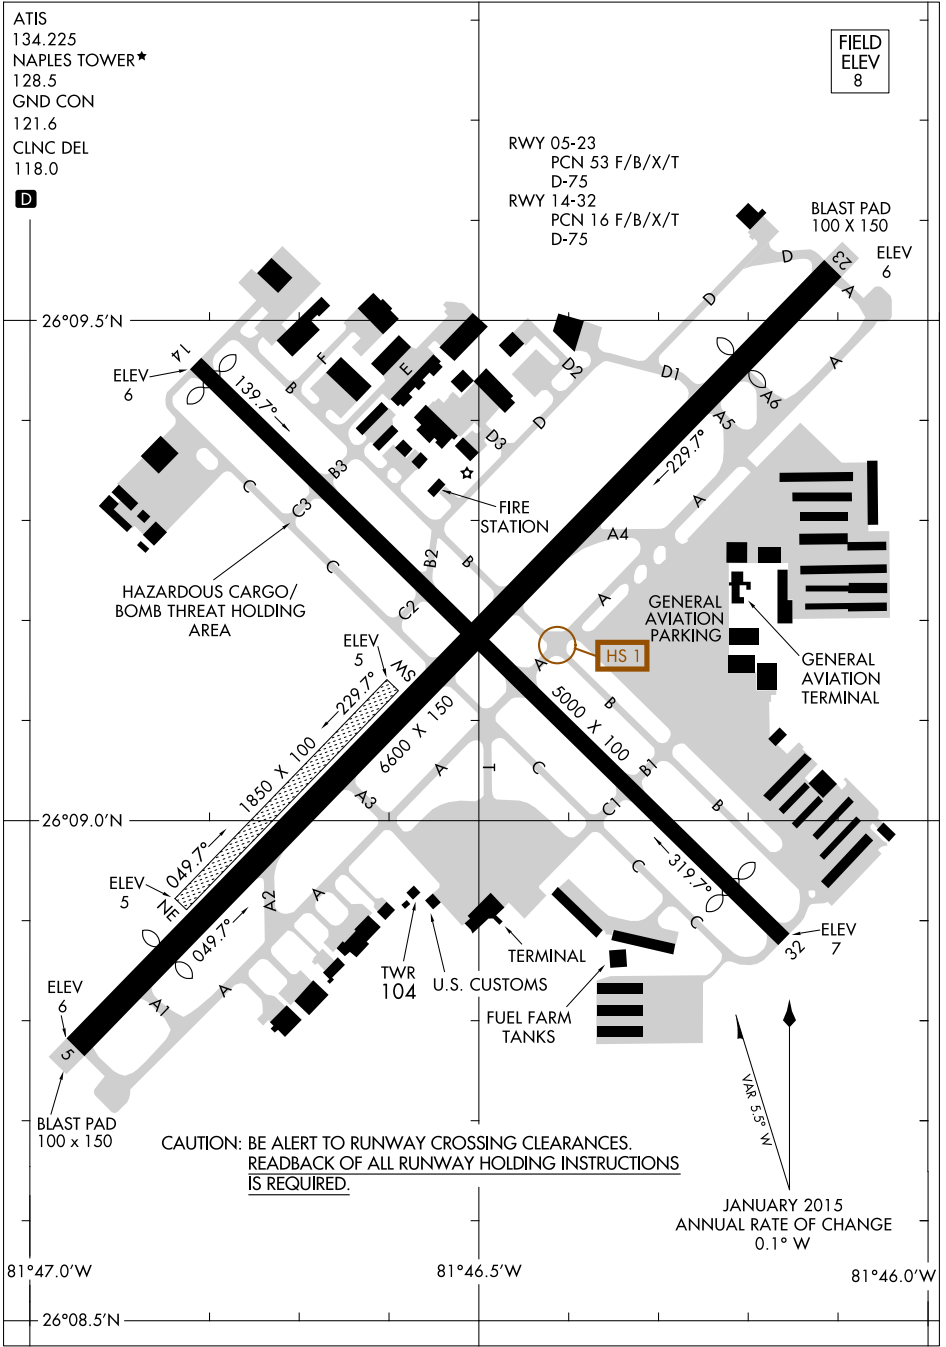 ATIS
134.225
NAPLES TOWER★
128.5
GND CON
121.6
CLNC DEL
118.0
D
FIELD
ELEV
8
RWY 05-23
PCN 53 F/B/X/T
D-75
RWY 14-32
PCN 16 F/B/X/T
D-75
BLAST PAD
100 X 150
ELEV
6
23
A
D
D
A
26°09.5'N
14
ELEV
6
139.7°
B
F
E
D2
D1
A6
A5
D
D3
229.7°
B3
C
C3
A
FIRE
STATION
A4
B2
B
C
HAZARDOUS CARGO/
BOMB THREAT HOLDING
AREA
C2
A
GENERAL
AVIATION
PARKING
HS 1
A
GENERAL
AVIATION
TERMINAL
ELEV
5
SW
229.7°
5000 X 100
B
6600 X 150
1850 X 100
A
T
C
B1
A3
C1
B
26°09.0'N
049.7°
319.7°
C
ELEV
5
NE
A2
A
049.7°
C
ELEV
7
32
TERMINAL
TWR
104
U.S. CUSTOMS
ELEV
6
A
A1
FUEL FARM
TANKS
5
VAR 5.5° W
BLAST PAD
100 x 150
CAUTION: BE ALERT TO RUNWAY CROSSING CLEARANCES.
READBACK OF ALL RUNWAY HOLDING INSTRUCTIONS
IS REQUIRED.
JANUARY 2015
ANNUAL RATE OF CHANGE
0.1° W
81°47.0'W
81°46.5'W
81°46.0'W
26°08.5'N